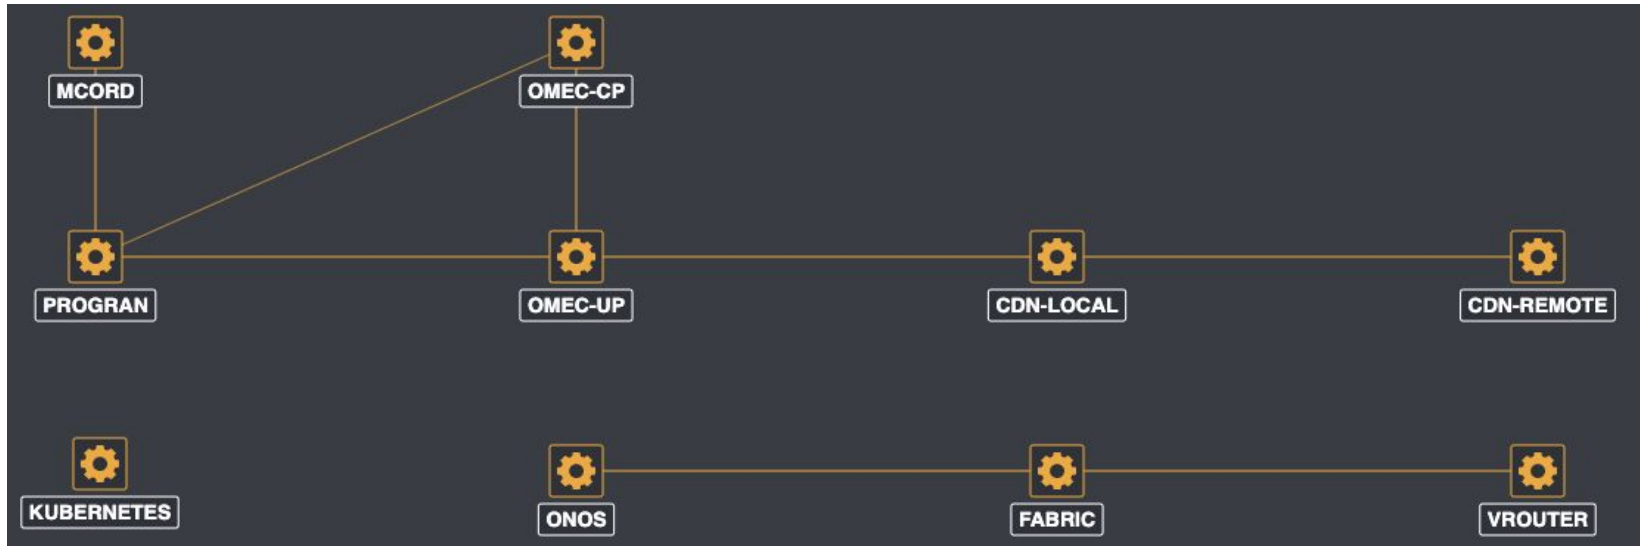 MCORD
OMEC-CP
PROGRAN
OMEC-UP
CDN-LOCAL
CDN-REMOTE
KUBERNETES
ONOS
FABRIC
VROUTER